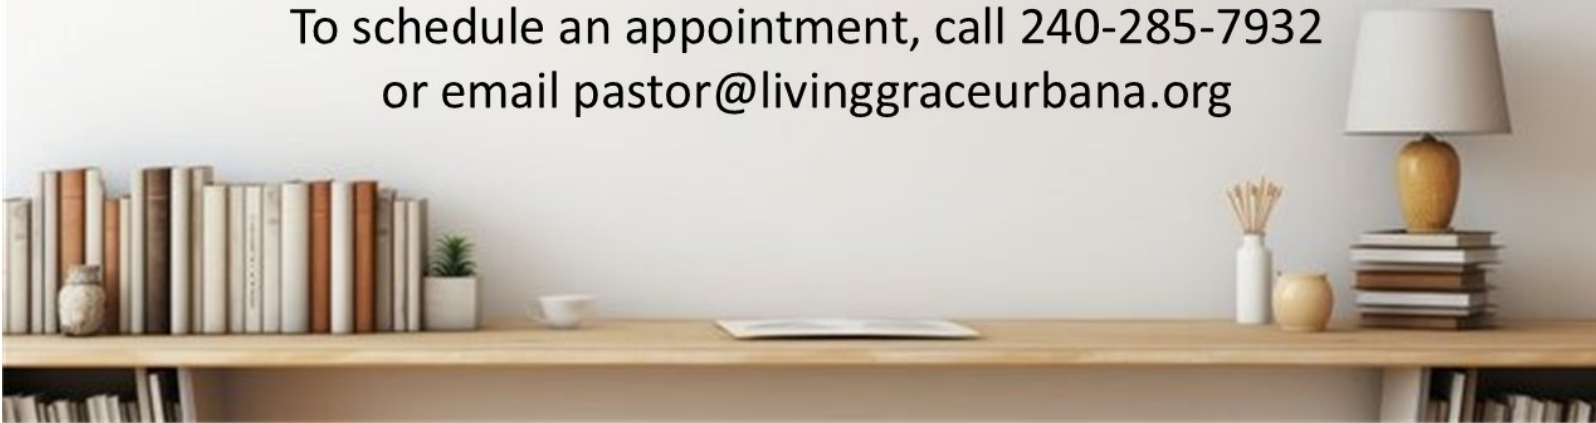 To schedule an appointment, call 240-285-7932
or email pastor@livinggraceurbana.org